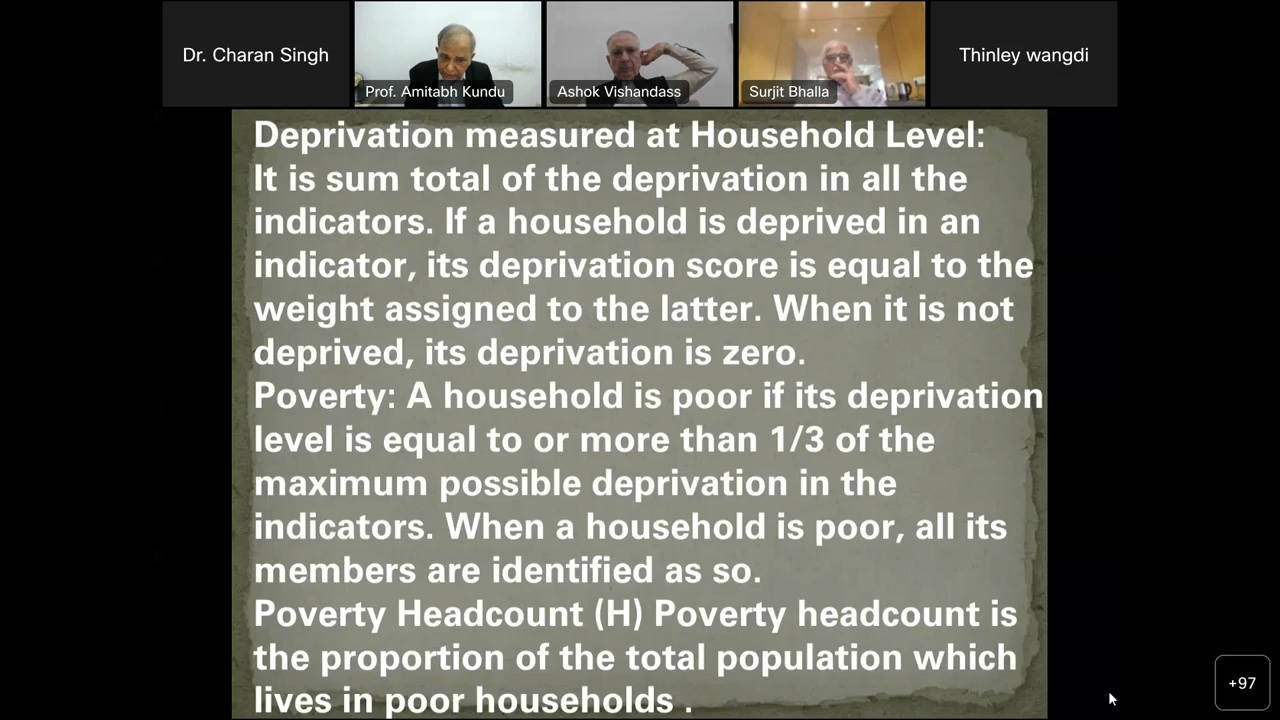 Dr. Charan Singh
Prof. Amitabh Kundu
Ashok Vishandass
Surjit Bhalla
Thinley wangdi
Deprivation measured at Household Level:
It is sum total of the deprivation in all the
indicators. If a household is deprived in an
indicator, its deprivation score is equal to the
weight assigned to the latter. When it is not
deprived, its deprivation is zero.
Poverty: A household is poor if its deprivation
level is equal to or more than 1/3 of the
maximum possible deprivation in the
indicators. When a household is poor, all its
members are identified as so.
Poverty Headcount (H) Poverty headcount is
the proportion of the total population which
lives in poor households .
+97